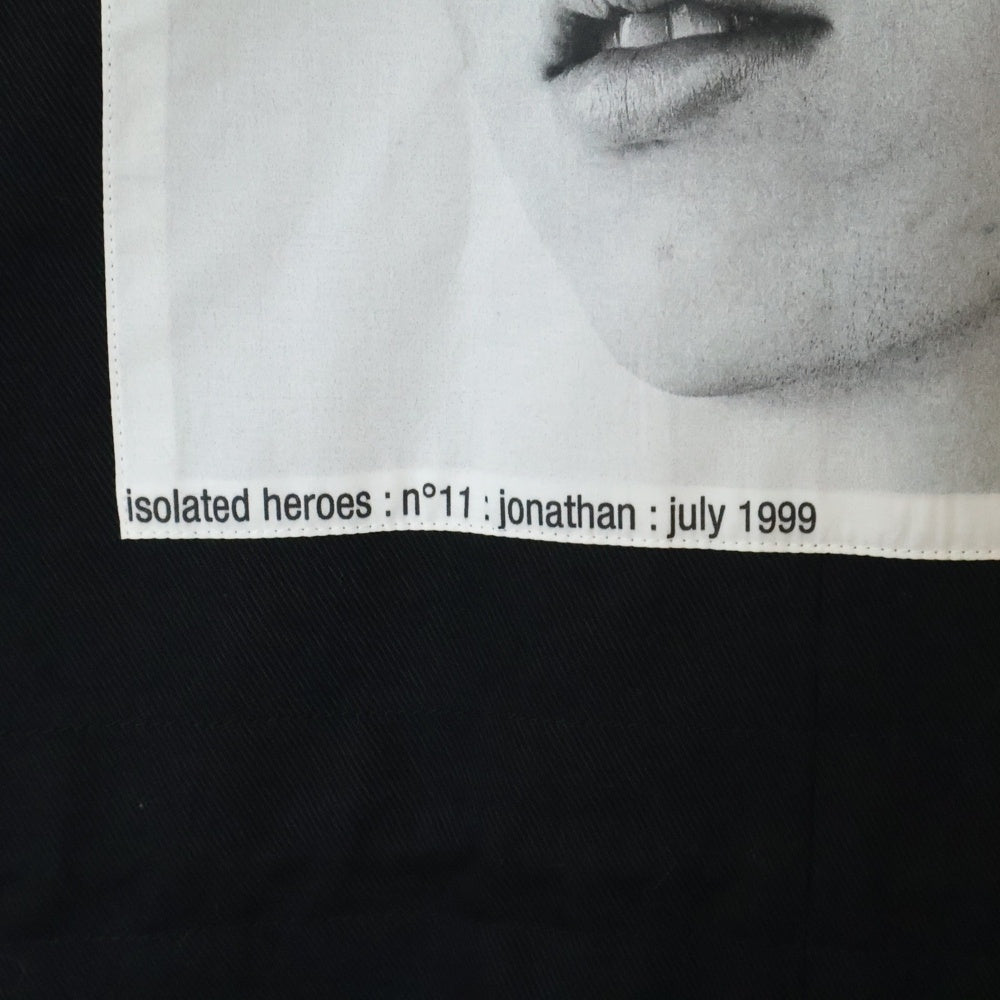 isolated heroes : n°11 : jonathan : july 1999